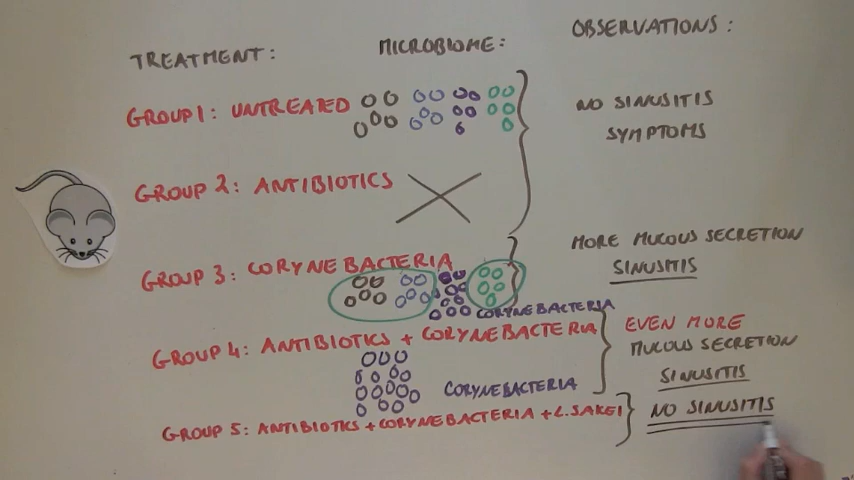 TREATMENT:
MICROBIOME:
OBSERVATIONS:
GROUP 1: UNTREATED
NO SINUSITIS
SYMPTOMS
GROUP 2: ANTIBIOTICS
GROUP 3: CORYNEBACTERIA
MORE MUCOUS SECRETION
SINUSITIS
CORYNEBACTERIA
GROUP 4: ANTIBIOTICS + CORYNEBACTERIA
EVEN MORE
MUCOUS SECRETION
SINUSITIS
CORYNEBACTERIA
GROUP 5: ANTIBIOTICS + CORYNEBACTERIA + L. SAKEI
NO SINUSITIS